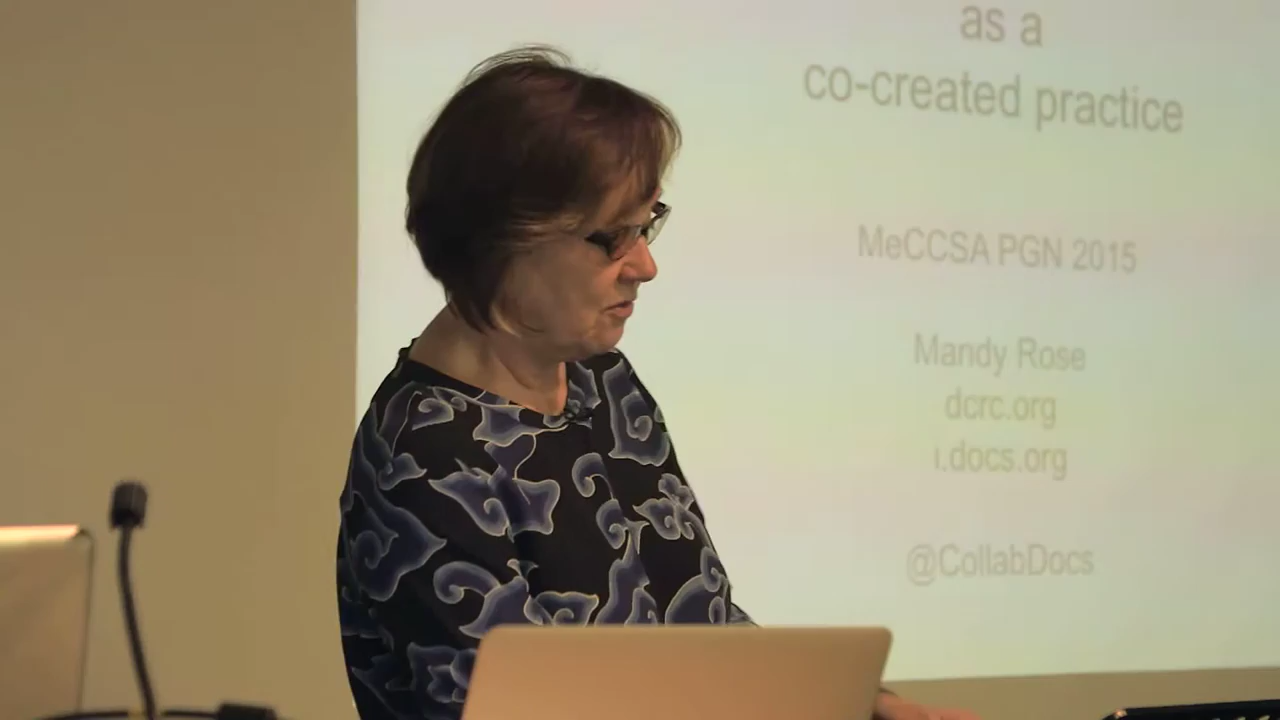 as a
co-created practice
MeCCSA PGN 2015
Mandy Rose
dcrc.org
i.docs.org
@CollabDocs